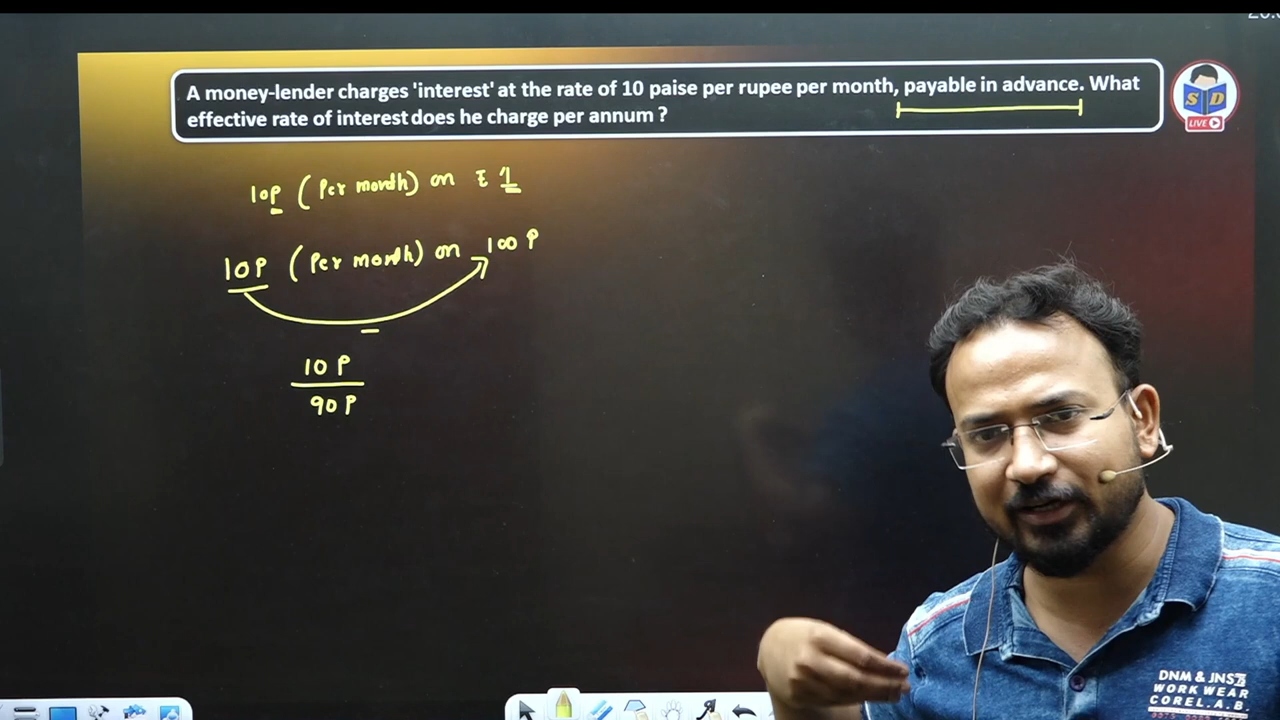 A money-lender charges 'interest' at the rate of 10 paise per rupee per month, payable in advance. What
effective rate of interest does he charge per annum ?
S D
LIVE
10P (Per month) on ₹ 1
10P (Per month) on 100 P
10 P
90 P
DNM & JNS
WORK WEAR
COREL.A.B.